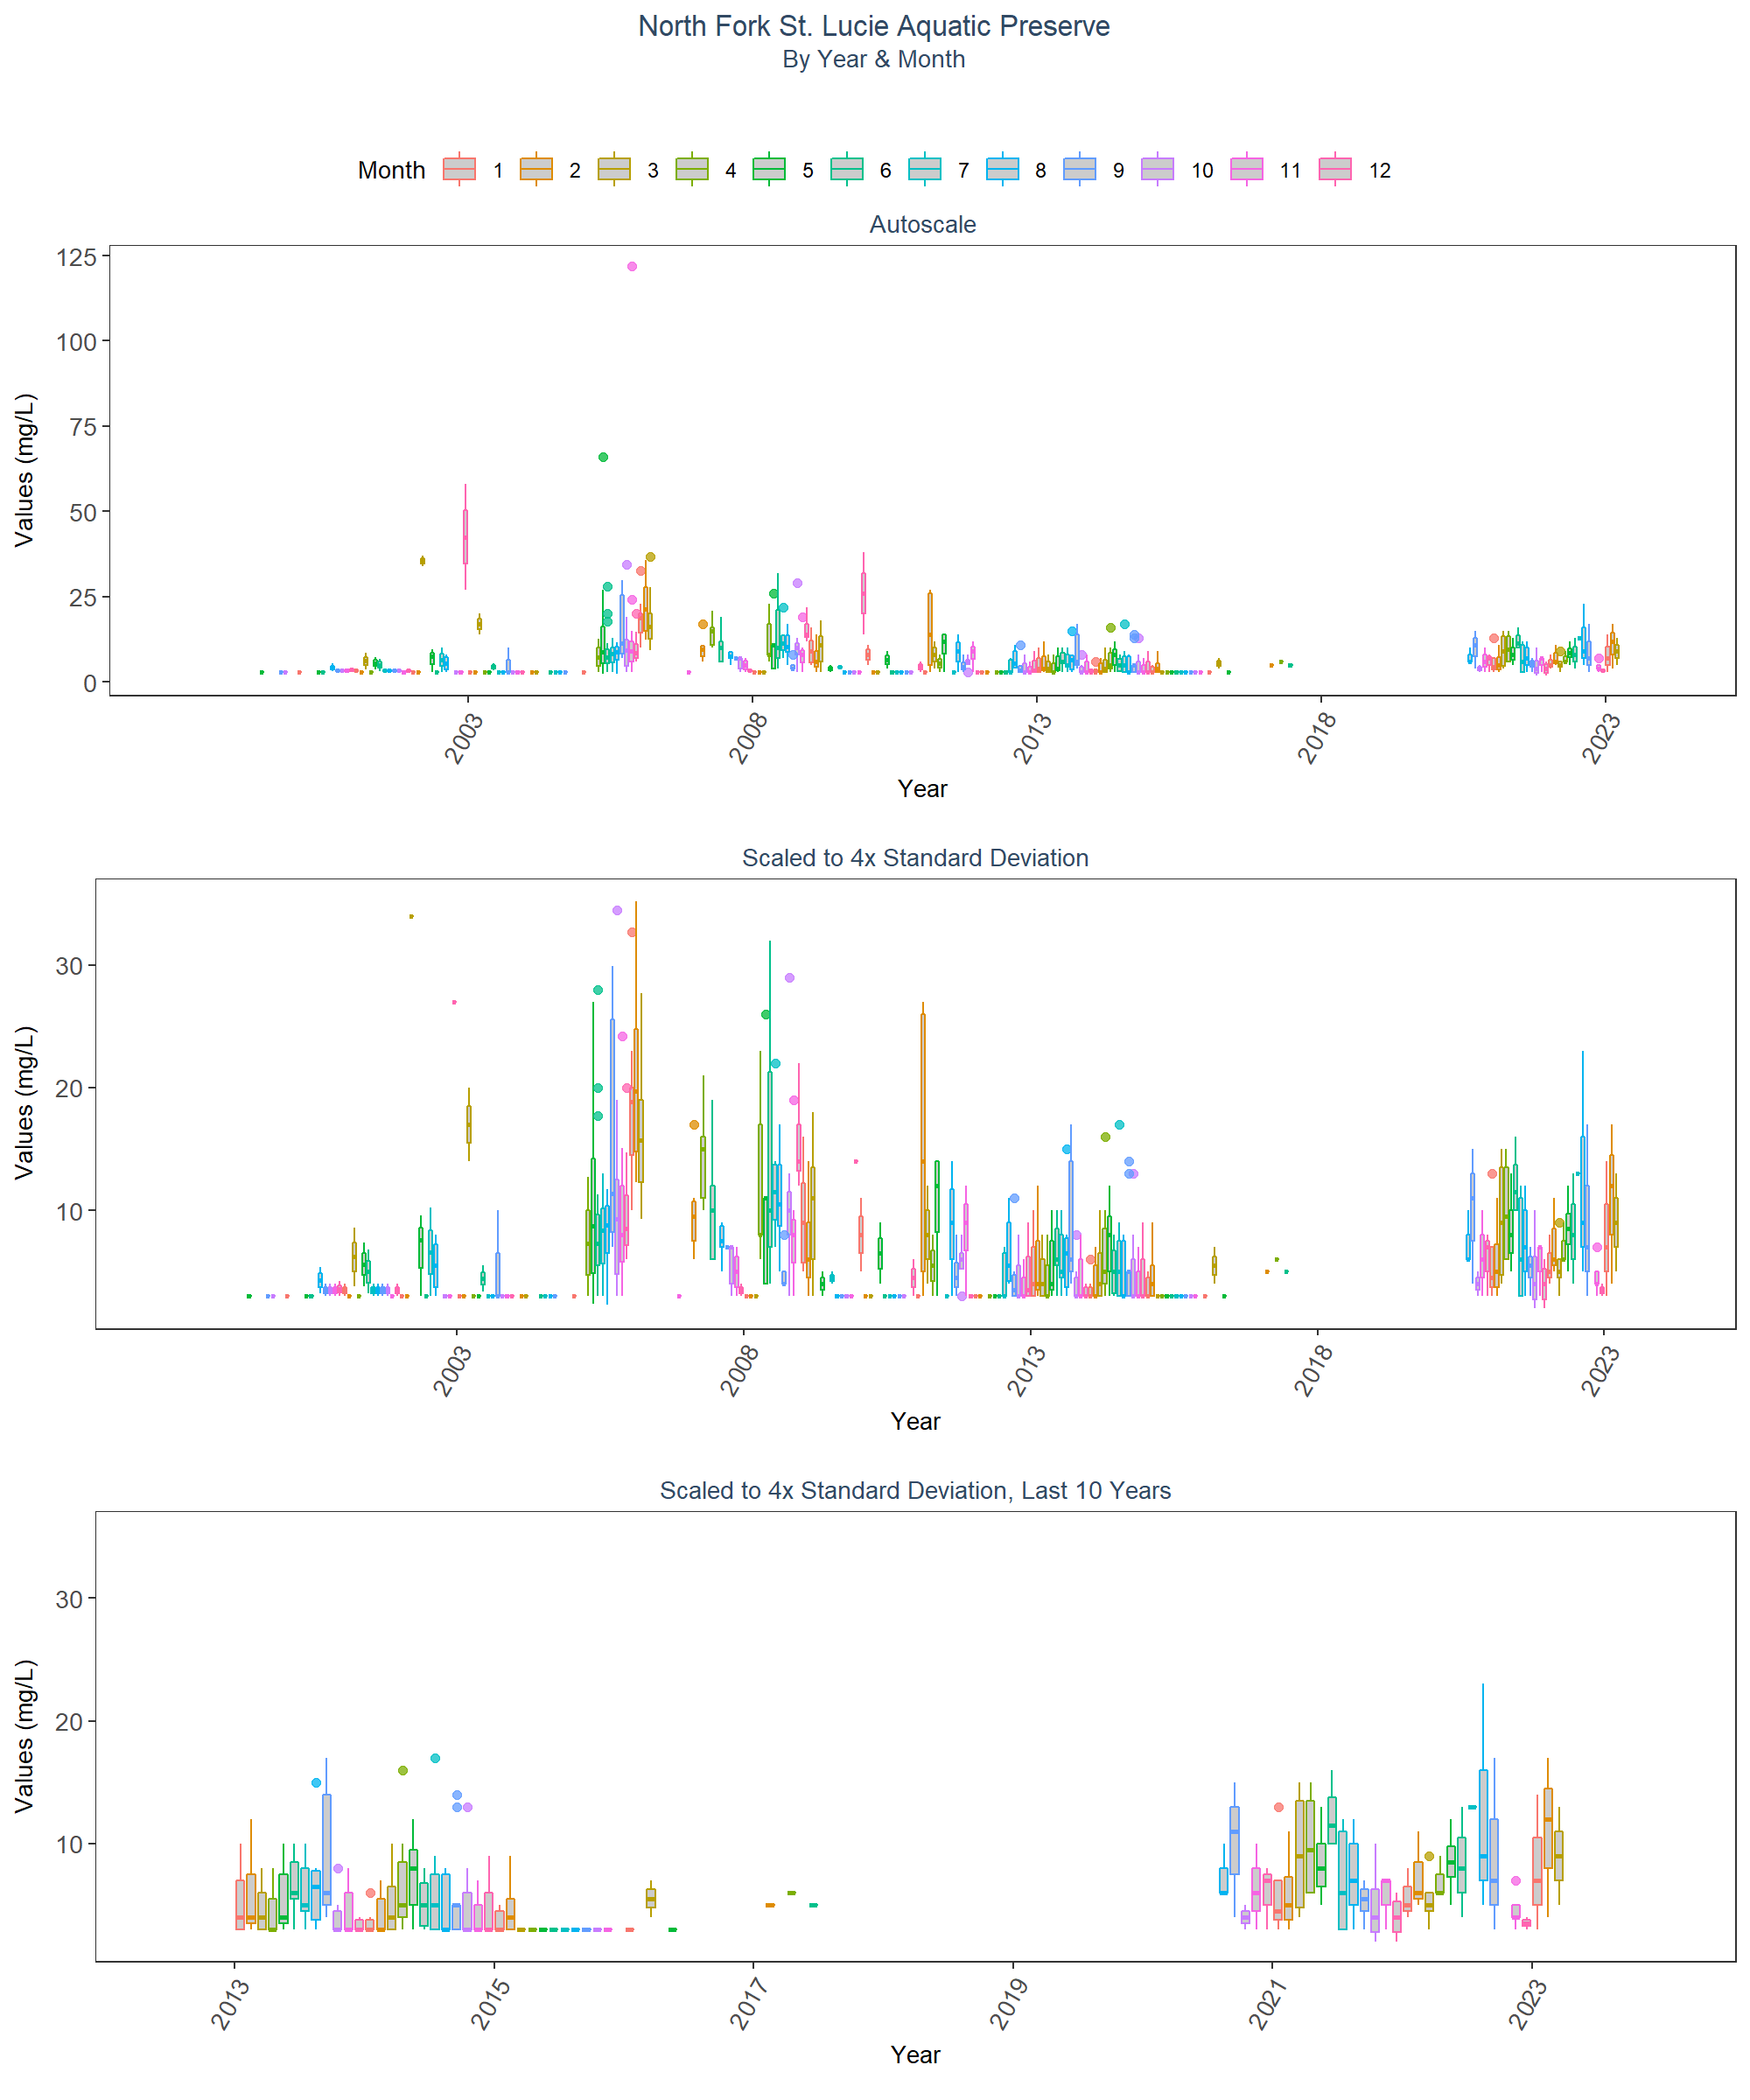 North Fork St. Lucie Aquatic Preserve
By Year & Month
Month 1 2 3 4 5 6 7 8 9 10 11 12
Autoscale
Values (mg/L)
125
100
75
50
25
0
2003 2008 2013 2018 2023
Year
Scaled to 4x Standard Deviation
Values (mg/L)
30
20
10
2003 2008 2013 2018 2023
Year
Scaled to 4x Standard Deviation, Last 10 Years
Values (mg/L)
30
20
10
2013 2015 2017 2019 2021 2023
Year